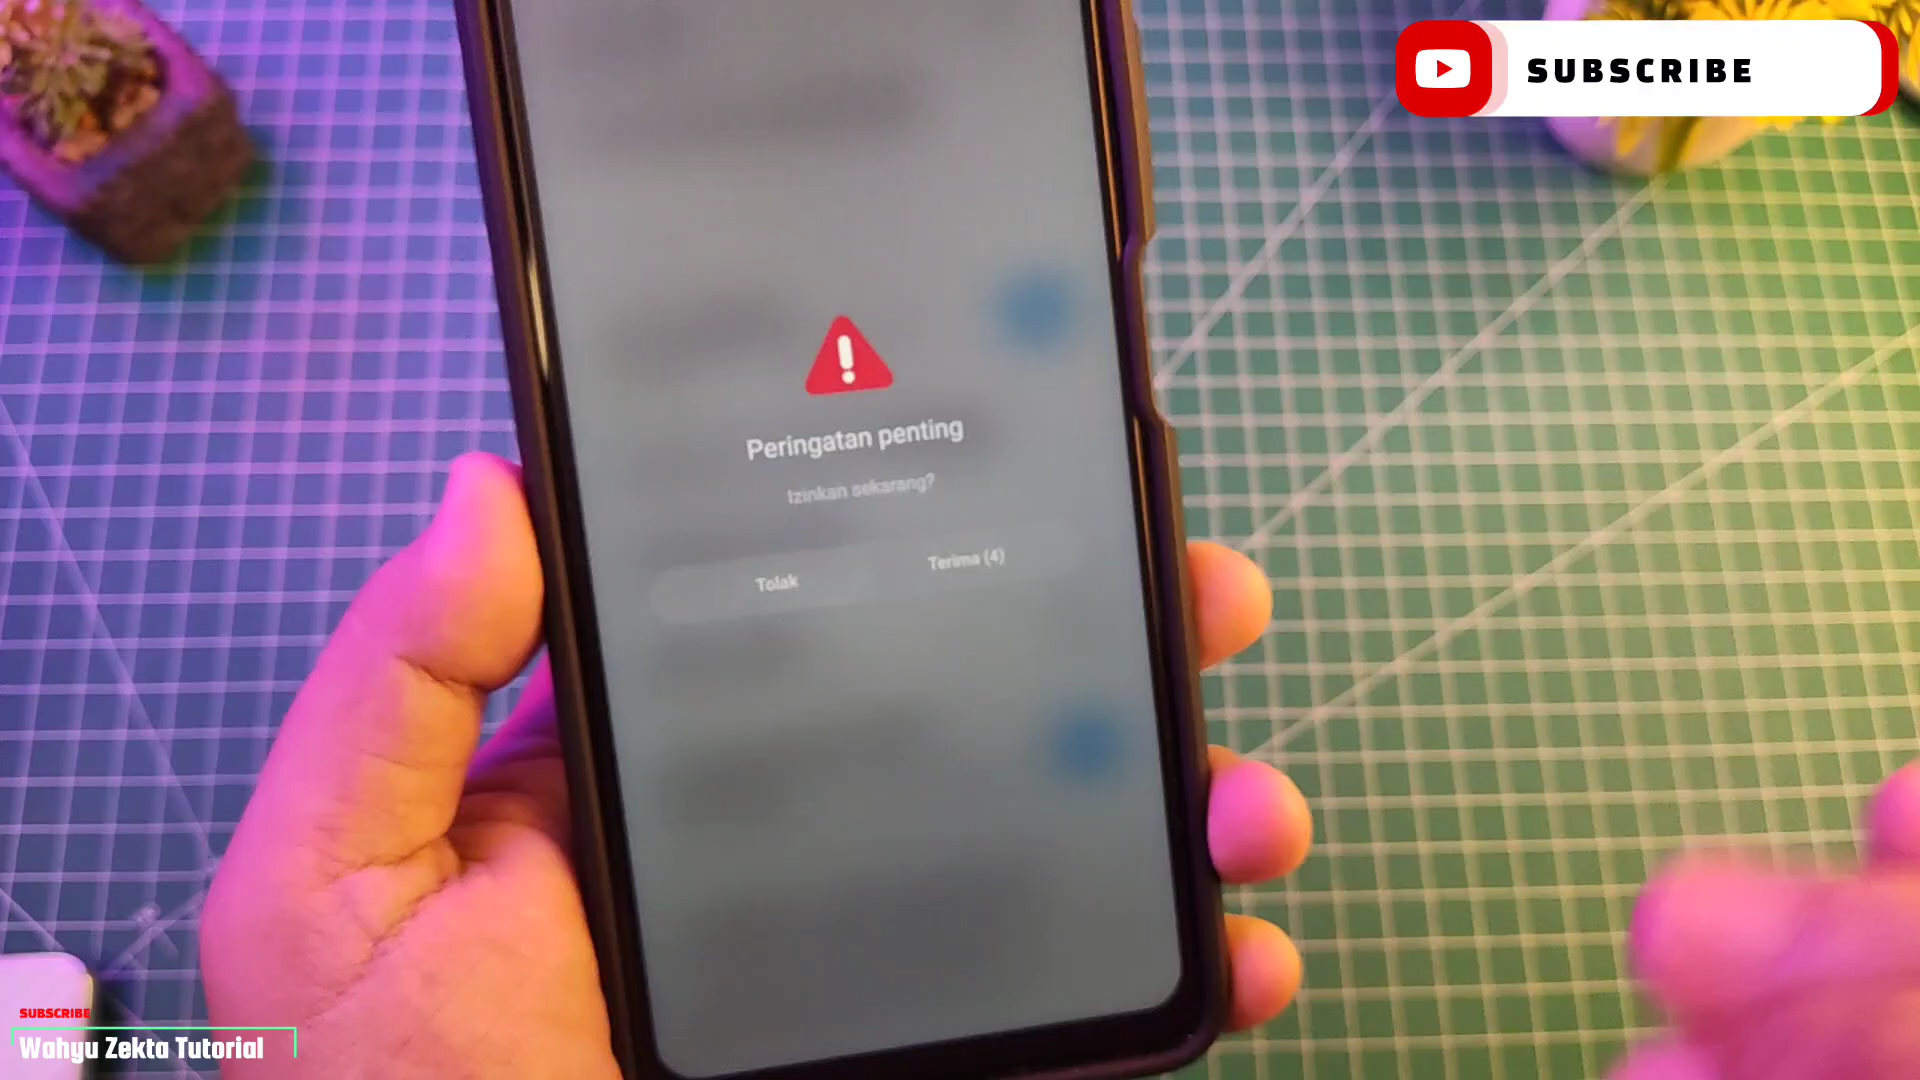 SUBSCRIBE
Peringatan penting
Izinkan sekarang?
Tolak
Terima (4)
SUBSCRIBE
Wahyu Zekta Tutorial